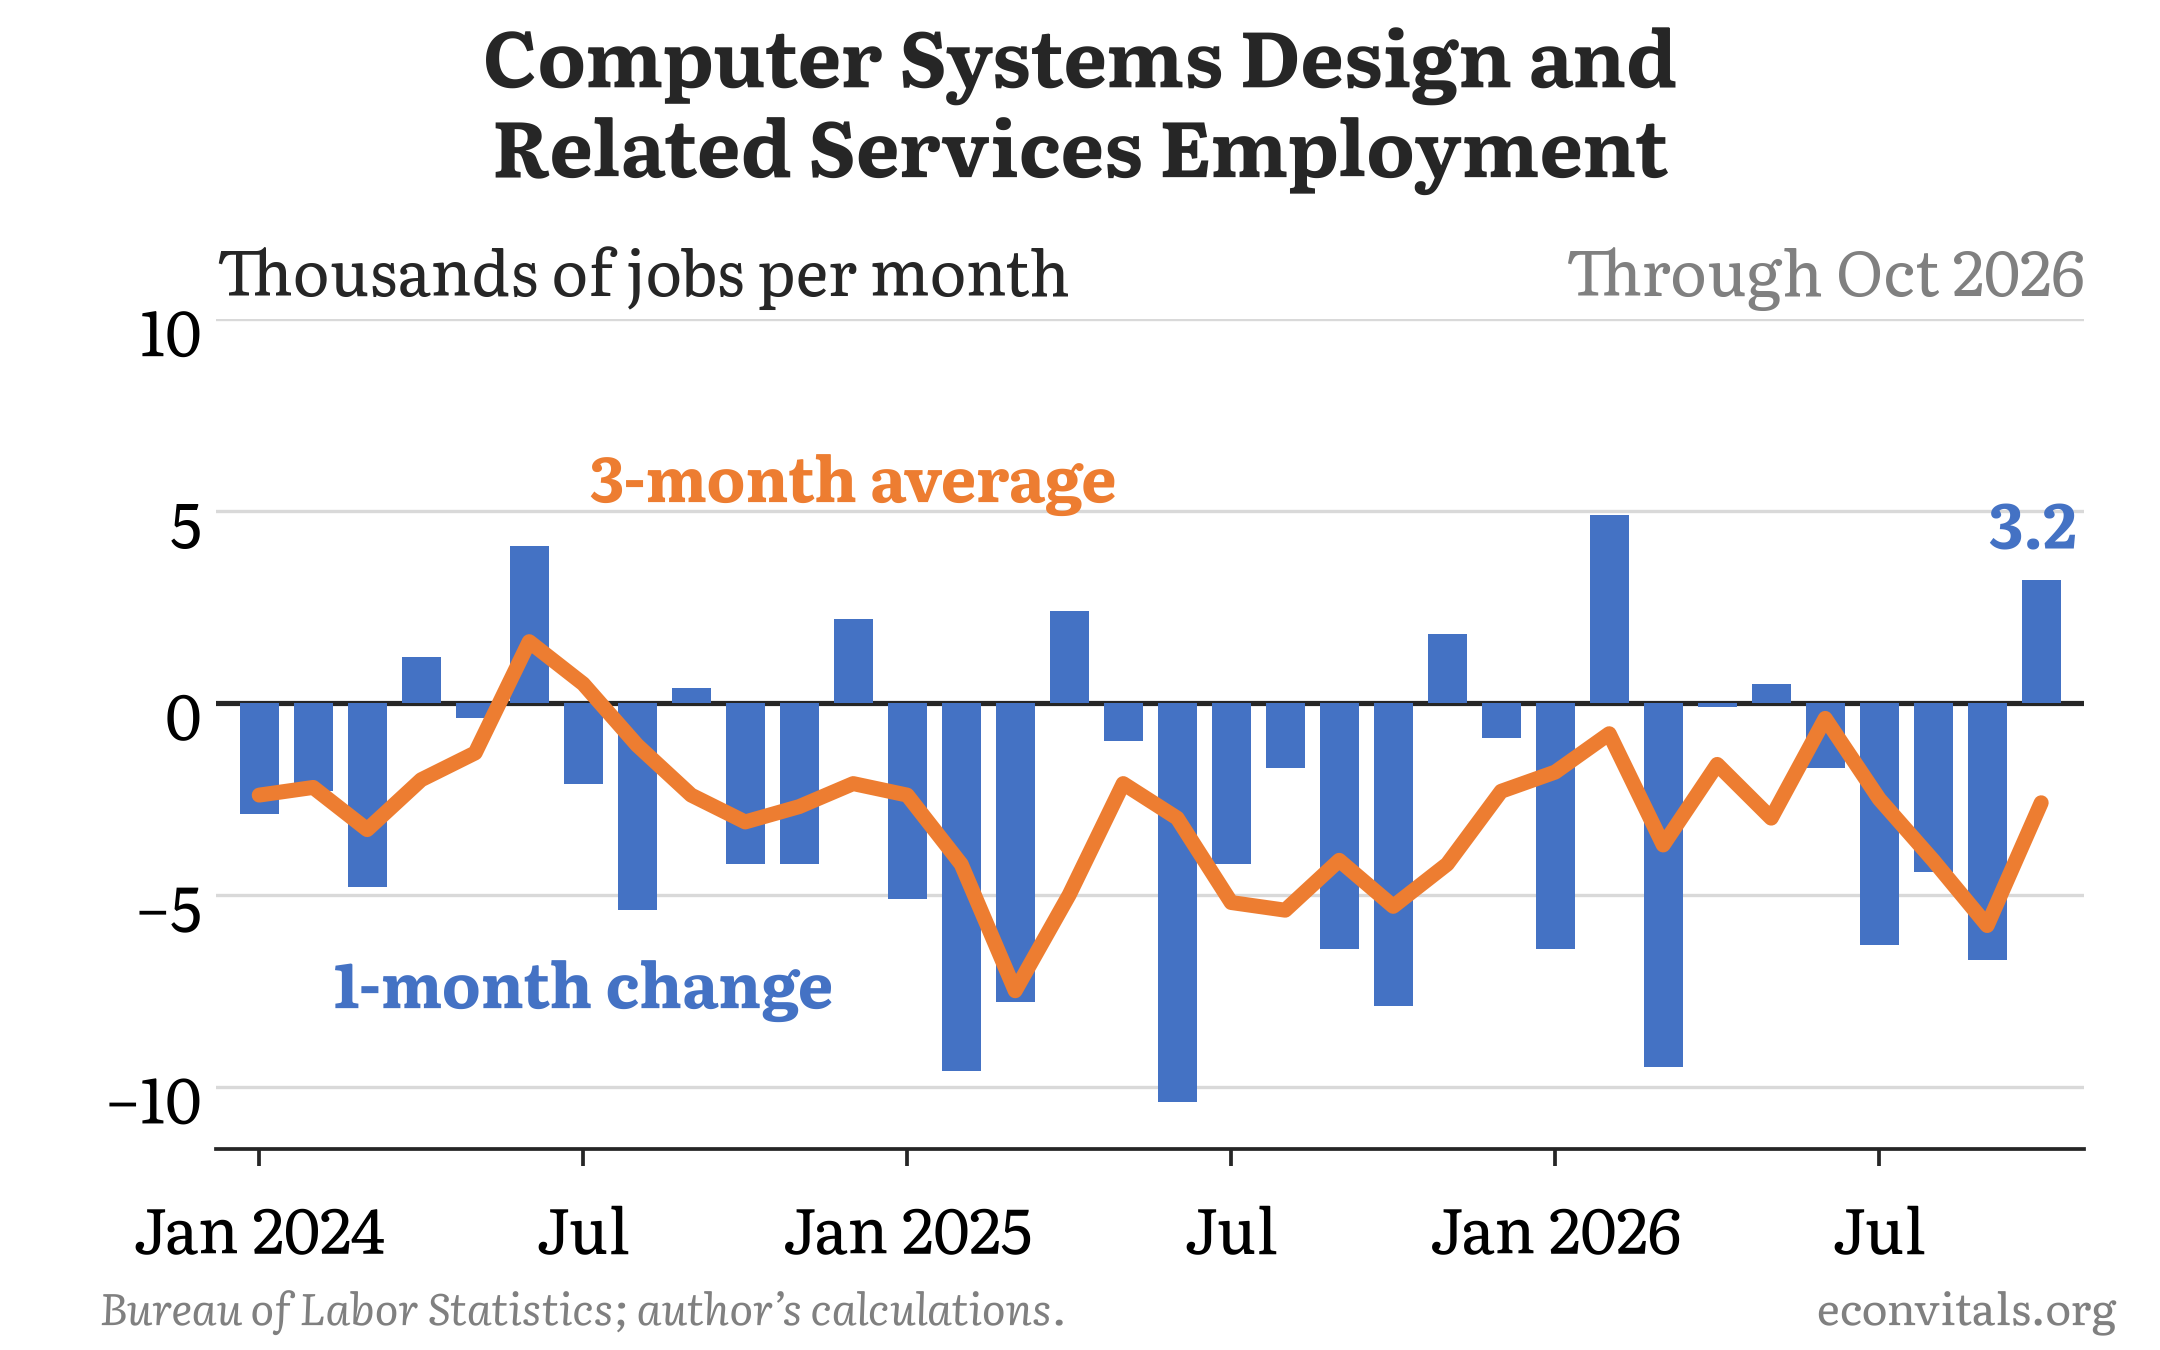 Computer Systems Design and
Related Services Employment
Thousands of jobs per month
Through Oct 2026
10
3-month average
5
3.2
0
−5
1-month change
−10
Jan 2024
Jul
Jan 2025
Jul
Jan 2026
Jul
Bureau of Labor Statistics; author’s calculations.
econvitals.org